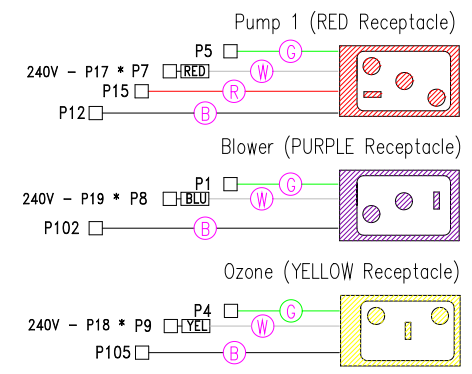 Pump 1 (RED Receptacle)
P5 G
240V - P17 * P7 RED W
P15 R
P12 B
Blower (PURPLE Receptacle)
P1 G
240V - P19 * P8 BLU W
P102 B
Ozone (YELLOW Receptacle)
P4 G
240V - P18 * P9 YEL W
P105 B